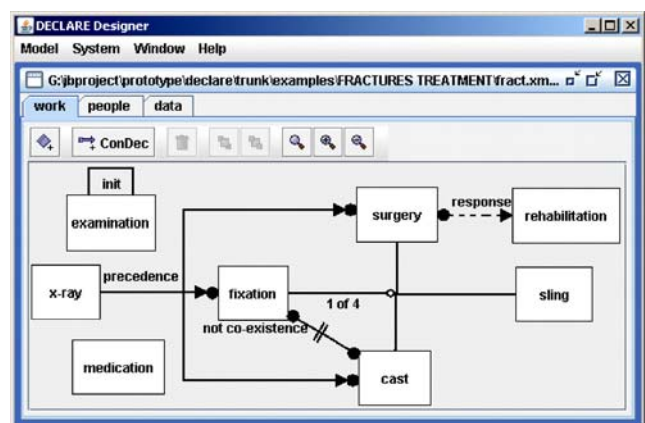 DECLARE Designer
Model System Window Help
G:\jbproject\prototype\declare\trunk\examples\FRACTURES TREATMENT\fract.xm...
work people data
ConDec
init
examination
surgery
response
rehabilitation
x-ray
precedence
fixation
1 of 4
sling
not co-existence
medication
cast